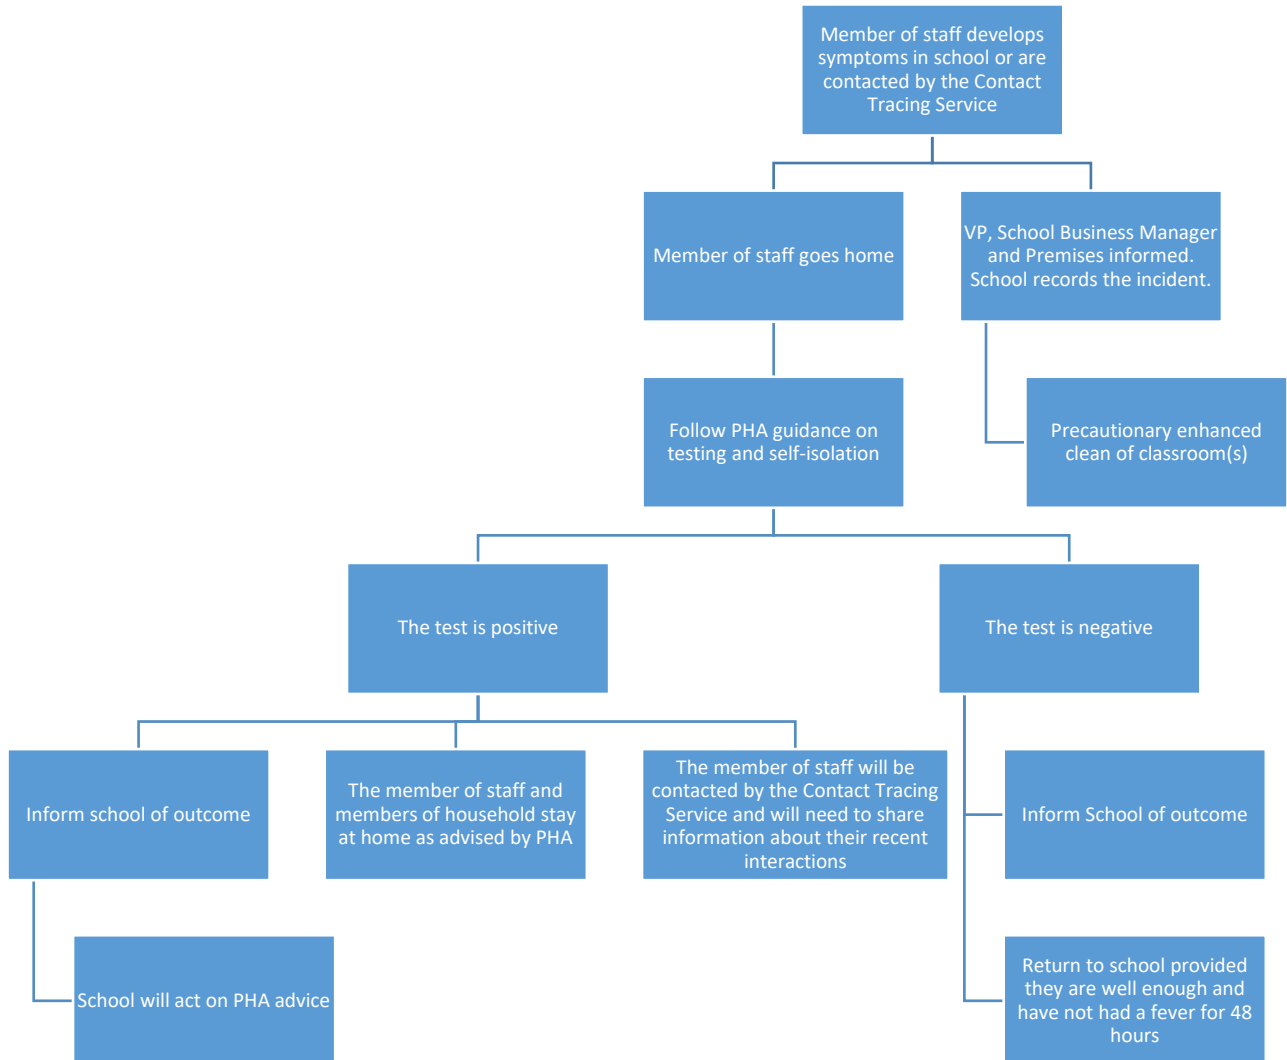 Member of staff develops
symptoms in school or are
contacted by the Contact
Tracing Service
Member of staff goes home
VP, School Business Manager
and Premises informed.
School records the incident.
Follow PHA guidance on
testing and self-isolation
Precautionary enhanced
clean of classroom(s)
The test is positive
The test is negative
Inform school of outcome
The member of staff and
members of household stay
at home as advised by PHA
The member of staff will be
contacted by the Contact Tracing
Service and will need to share
information about their recent
interactions
Inform School of outcome
School will act on PHA advice
Return to school provided
they are well enough and
have not had a fever for 48
hours